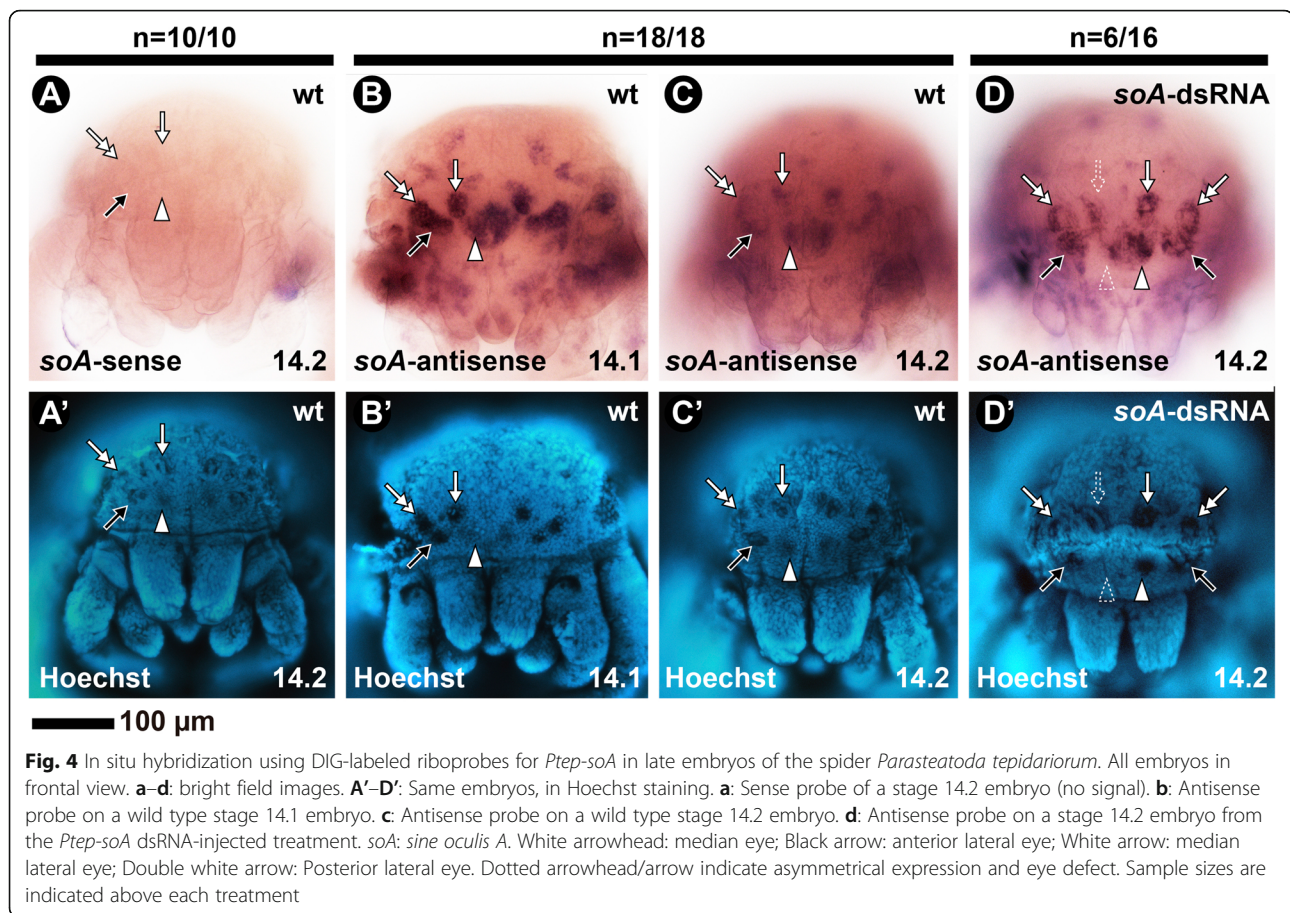 n=10/10 n=18/18 n=6/16
A wt B wt C wt D soA-dsRNA
soA-sense 14.2 soA-antisense 14.1 soA-antisense 14.2 soA-antisense 14.2
A' wt B' wt C' wt D' soA-dsRNA
Hoechst 14.2 Hoechst 14.1 Hoechst 14.2 Hoechst 14.2
100 µm
Fig. 4 In situ hybridization using DIG-labeled riboprobes for Ptep-soA in late embryos of the spider Parasteatoda tepidariorum. All embryos in
frontal view. a–d: bright field images. A'–D': Same embryos, in Hoechst staining. a: Sense probe of a stage 14.2 embryo (no signal). b: Antisense
probe on a wild type stage 14.1 embryo. c: Antisense probe on a wild type stage 14.2 embryo. d: Antisense probe on a stage 14.2 embryo from
the Ptep-soA dsRNA-injected treatment. soA: sine oculis A. White arrowhead: median eye; Black arrow: anterior lateral eye; White arrow: median
lateral eye; Double white arrow: Posterior lateral eye. Dotted arrowhead/arrow indicate asymmetrical expression and eye defect. Sample sizes are
indicated above each treatment